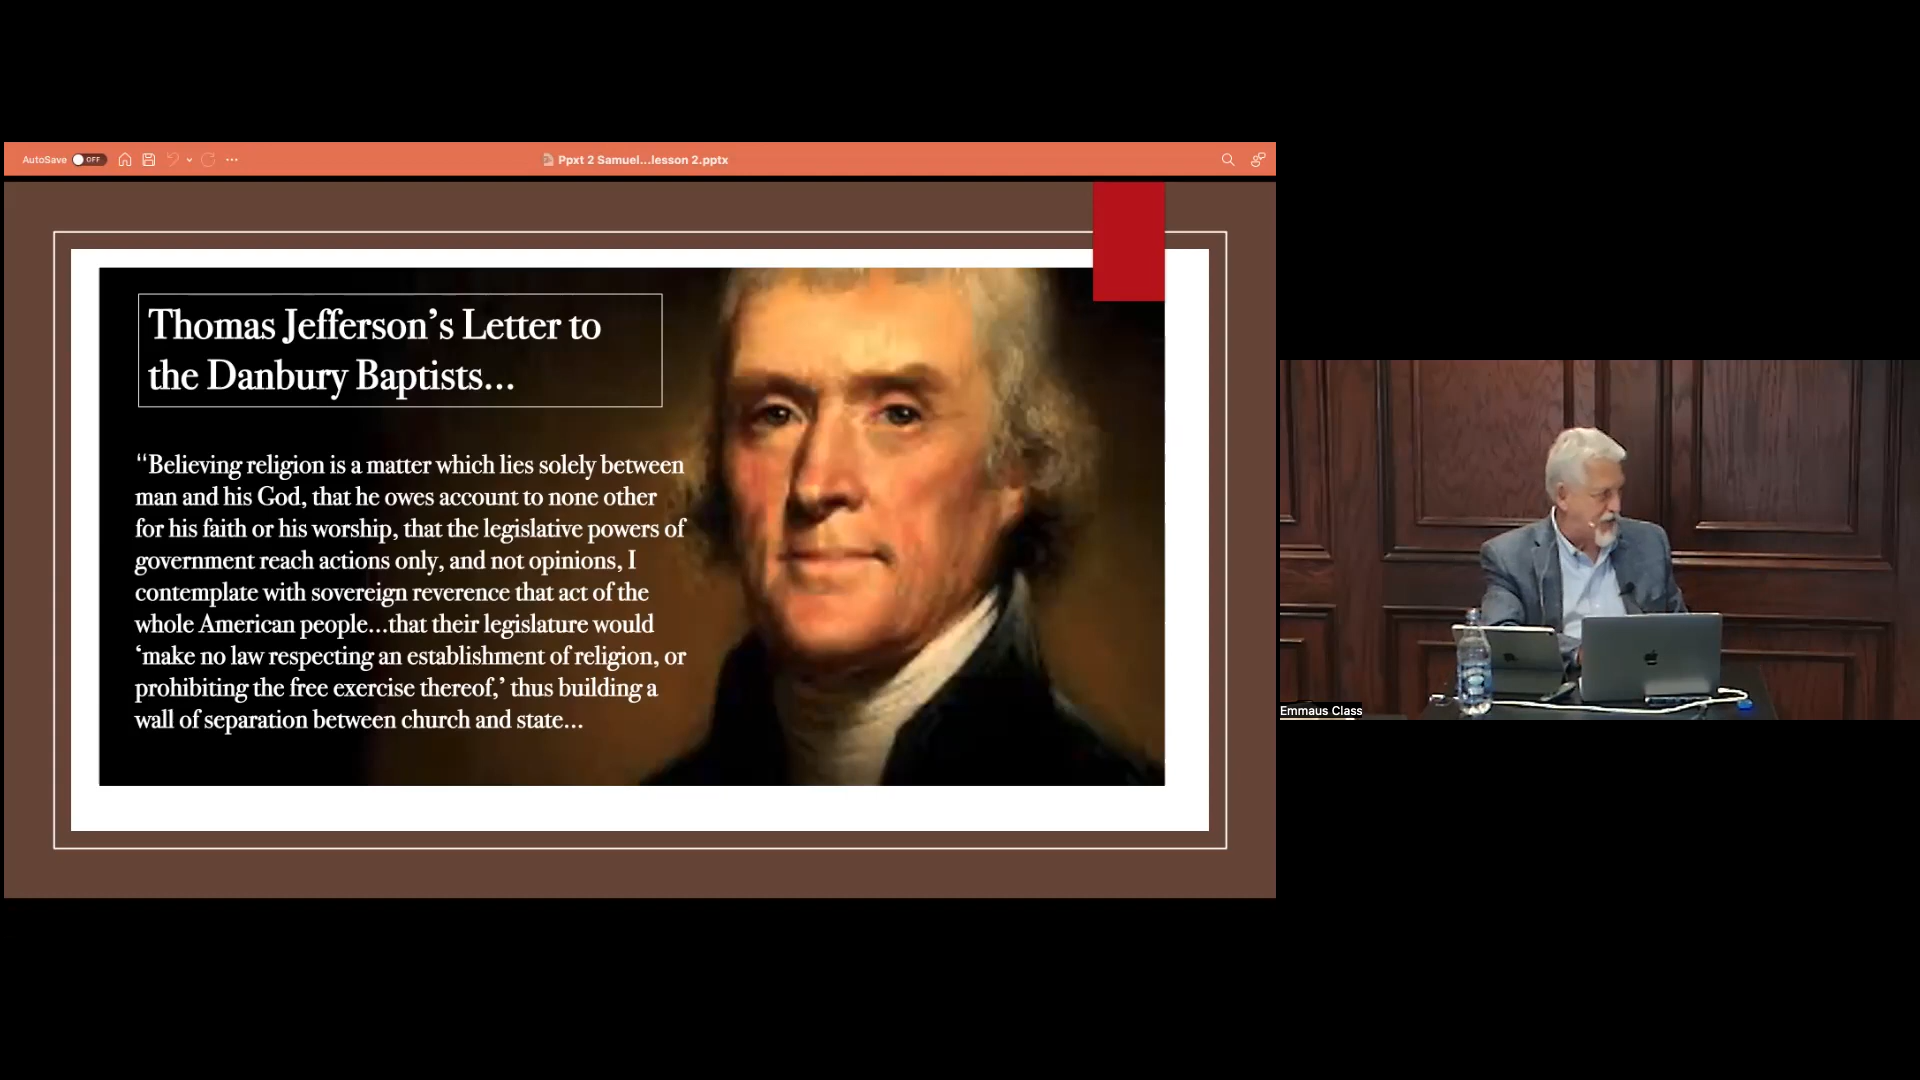 AutoSave OFF
Ppxt 2 Samuel...lesson 2.pptx
Thomas Jefferson’s Letter to
the Danbury Baptists…
“Believing religion is a matter which lies solely between
man and his God, that he owes account to none other
for his faith or his worship, that the legislative powers of
government reach actions only, and not opinions, I
contemplate with sovereign reverence that act of the
whole American people…that their legislature would
‘make no law respecting an establishment of religion, or
prohibiting the free exercise thereof,’ thus building a
wall of separation between church and state…
Emmaus Class